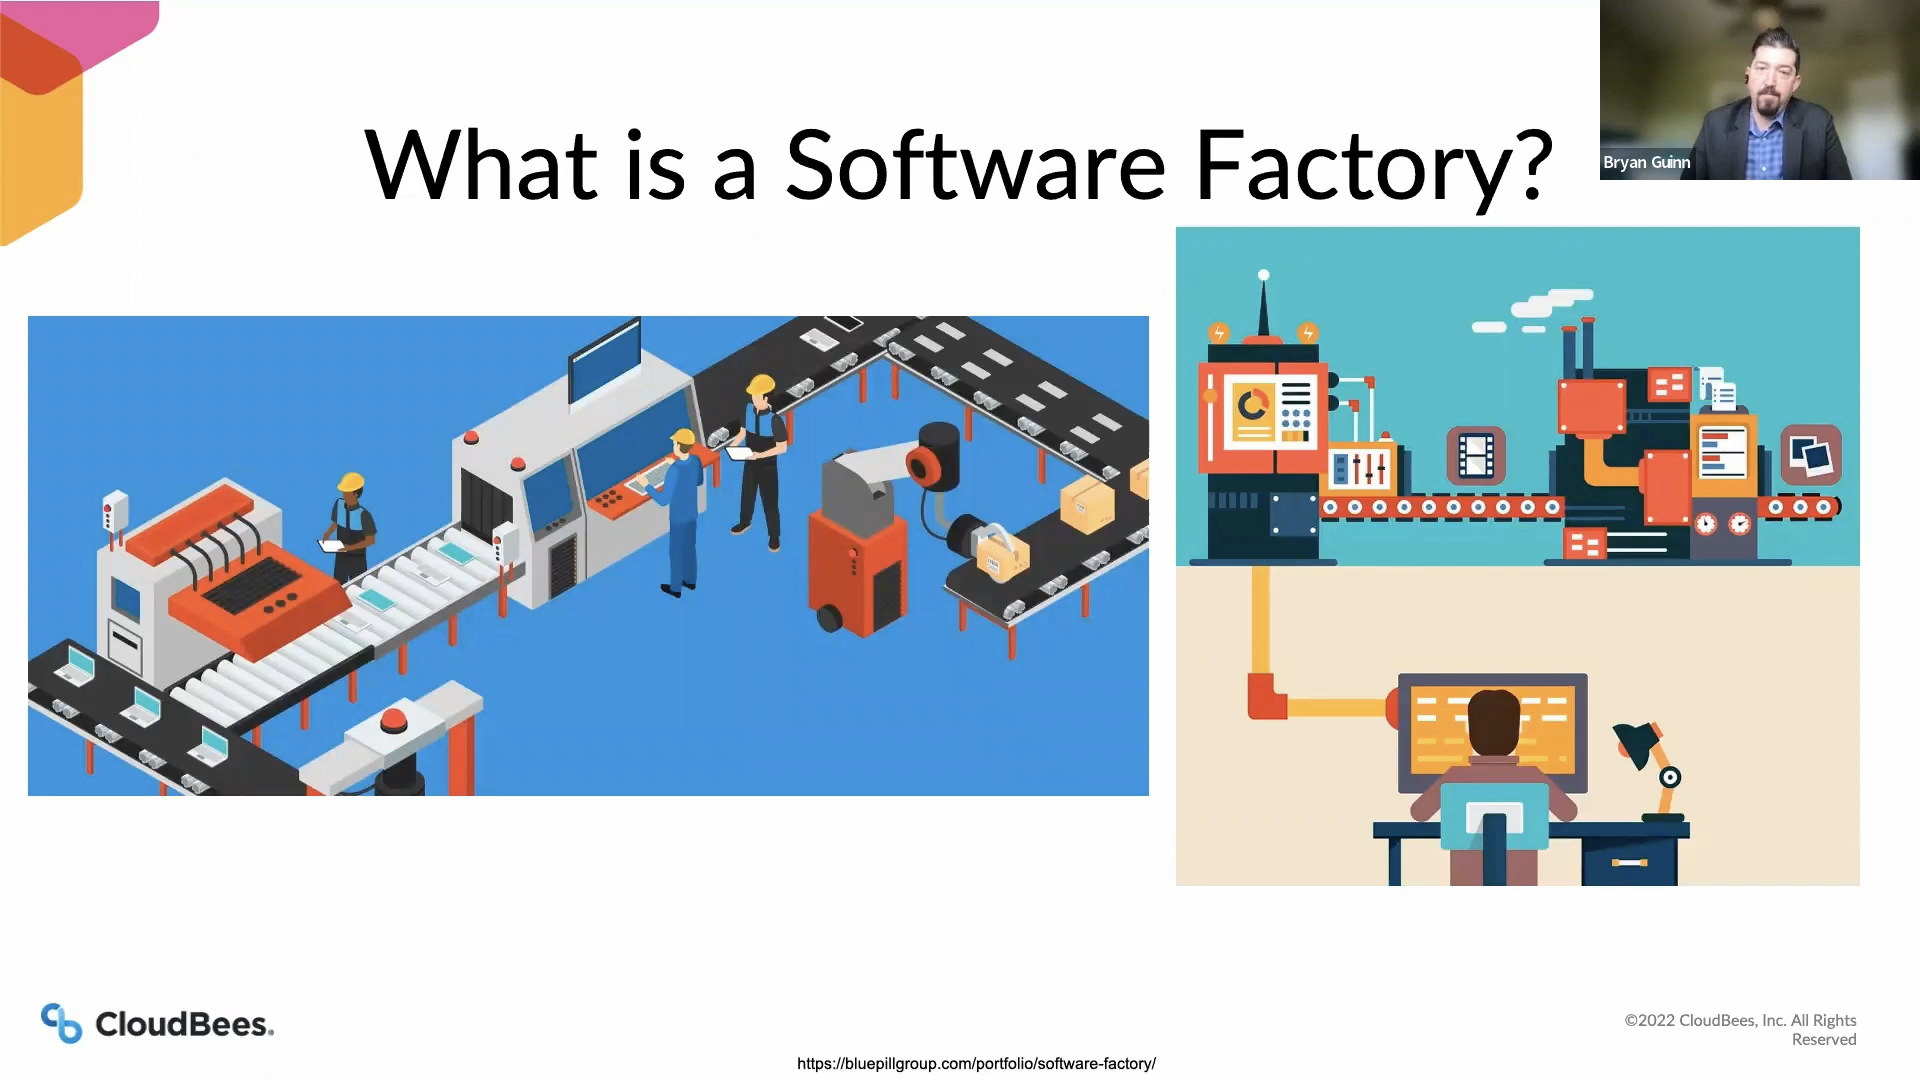 What is a Software Factory?
Bryan Guinn
CloudBees.
©2022 CloudBees, Inc. All Rights
Reserved
https://bluepillgroup.com/portfolio/software-factory/